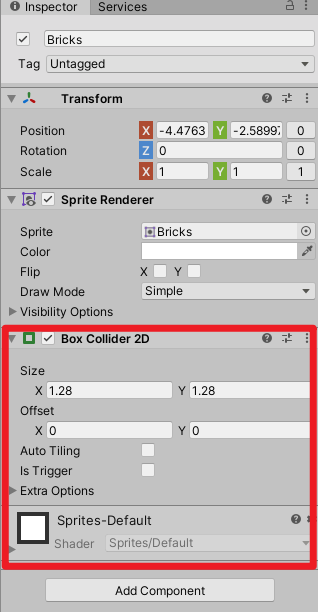 Inspector Services
Bricks
Tag Untagged
Transform
Position X -4.4763 Y -2.5899 0
Rotation Z 0 0
Scale X 1 Y 1 1
Sprite Renderer
Sprite Bricks
Color
Flip X Y
Draw Mode Simple
Visibility Options
Box Collider 2D
Size
X 1.28 Y 1.28
Offset
X 0 Y 0
Auto Tiling
Is Trigger
Extra Options
Sprites-Default
Shader Sprites/Default
Add Component